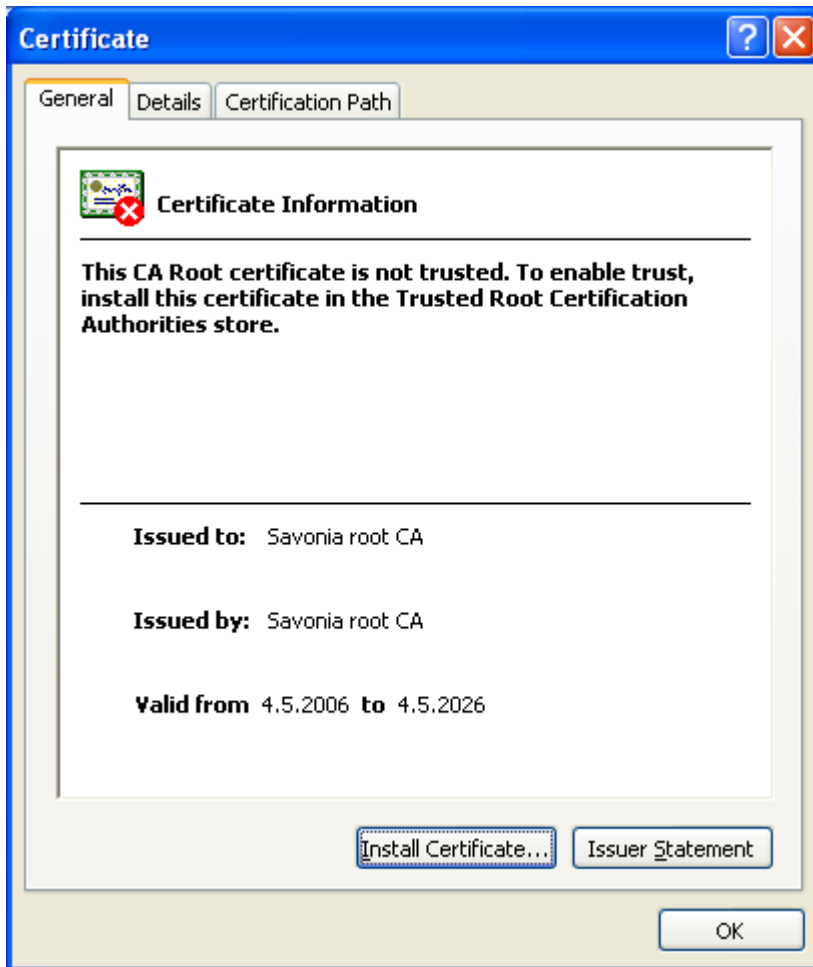 Certificate
?
General Details Certification Path
Certificate Information
This CA Root certificate is not trusted. To enable trust,
install this certificate in the Trusted Root Certification
Authorities store.
Issued to: Savonia root CA
Issued by: Savonia root CA
Valid from 4.5.2006 to 4.5.2026
Install Certificate... Issuer Statement
OK